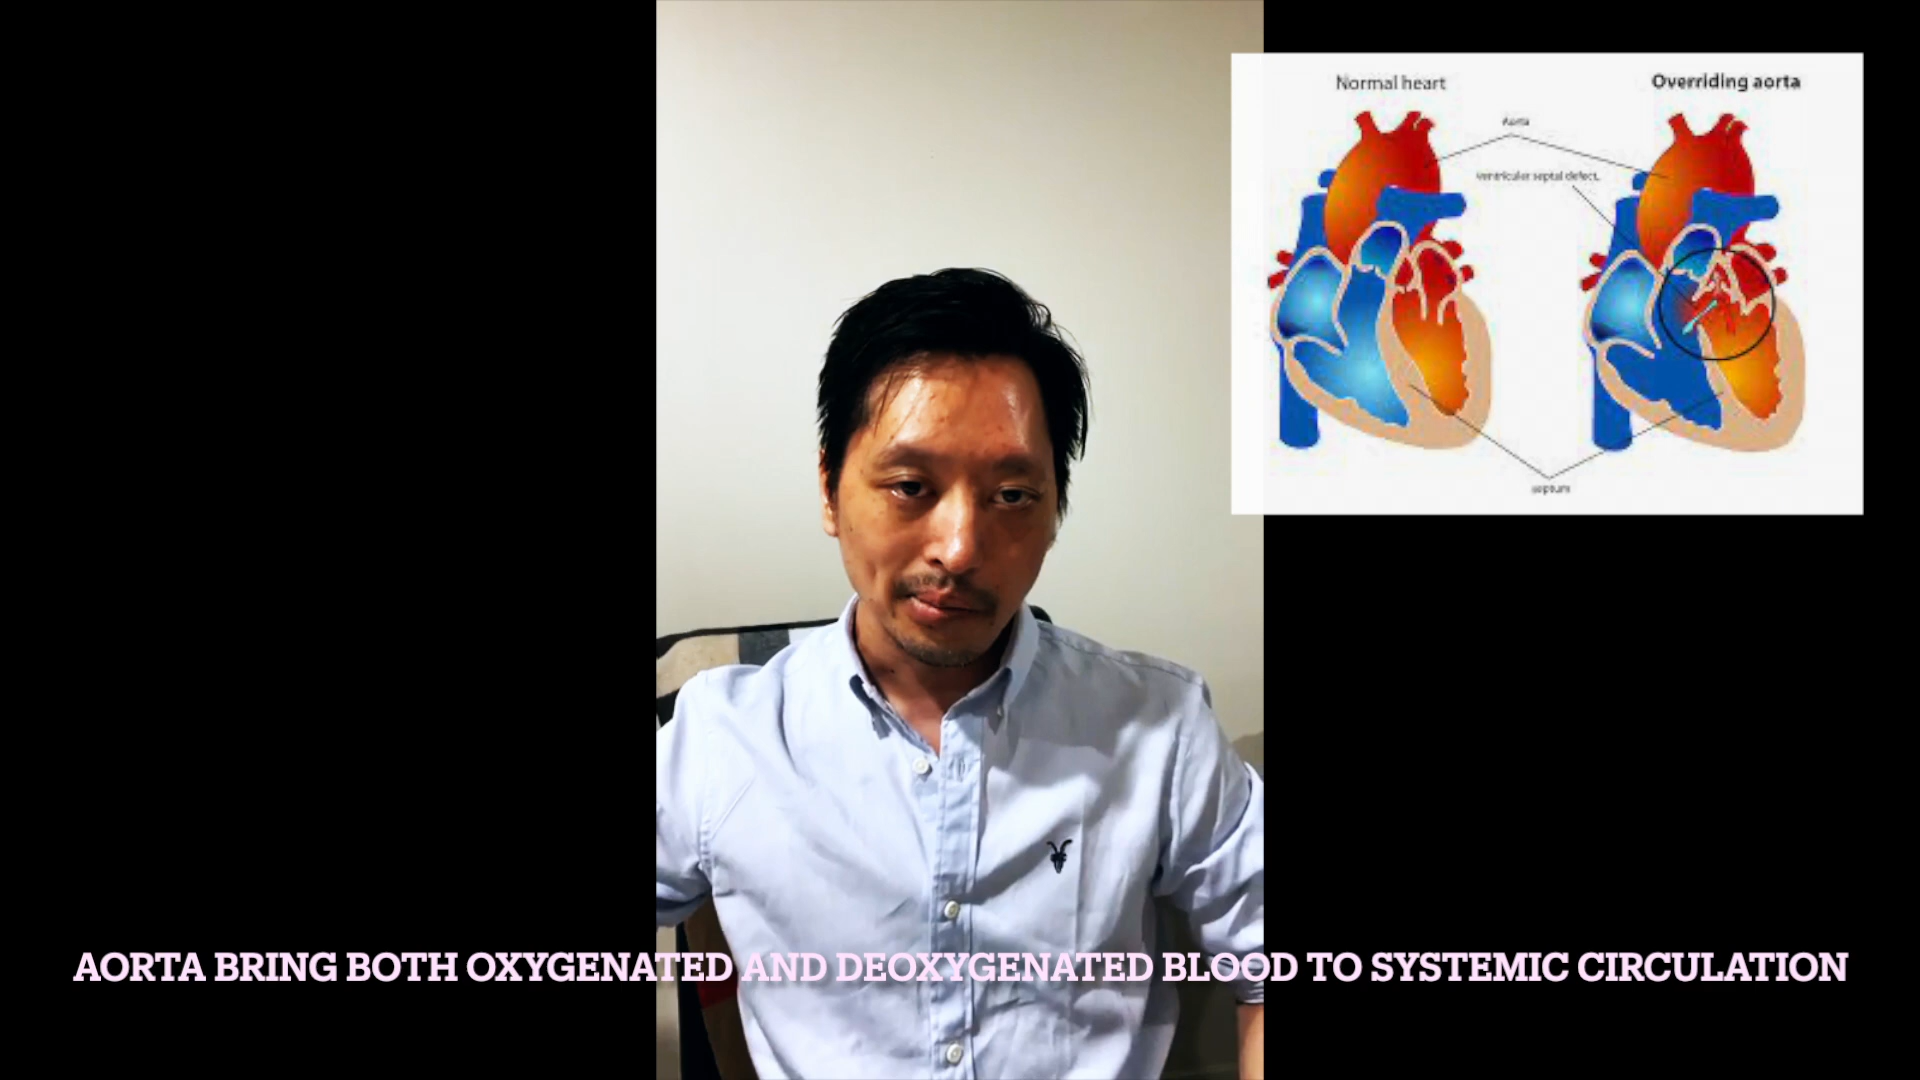 Normal heart
Overriding aorta
Aorta
ventricular septal defect
septum
AORTA BRING BOTH OXYGENATED AND DEOXYGENATED BLOOD TO SYSTEMIC CIRCULATION